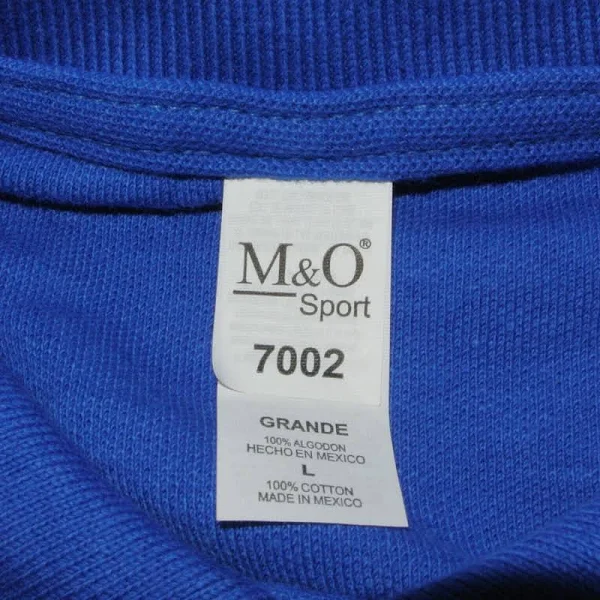 M&O®
Sport
7002
GRANDE
100% ALGODON
HECHO EN MEXICO
L
100% COTTON
MADE IN MEXICO